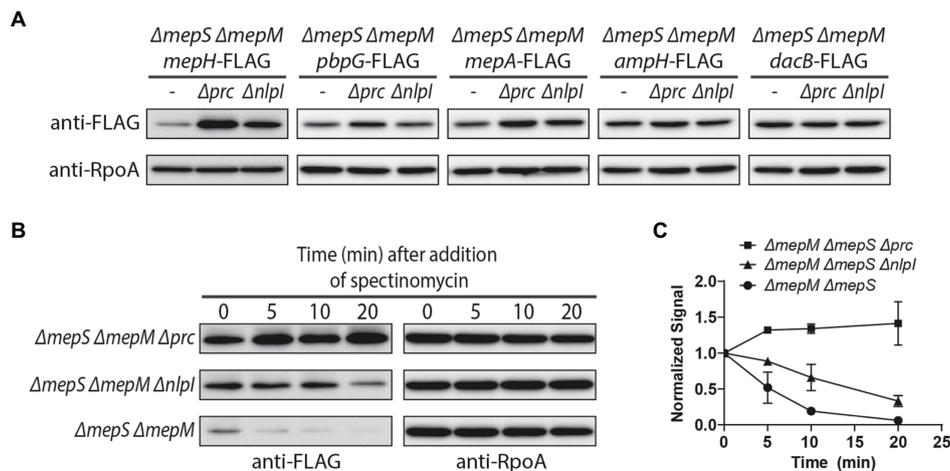 A
ΔmepS ΔmepM ΔmepS ΔmepM ΔmepS ΔmepM ΔmepS ΔmepM ΔmepS ΔmepM
mepH-FLAG pbpG-FLAG mepA-FLAG ampH-FLAG dacB-FLAG
- Δprc ΔnlpI - Δprc ΔnlpI - Δprc ΔnlpI - Δprc ΔnlpI - Δprc ΔnlpI
anti-FLAG
anti-RpoA
B
Time (min) after addition
of spectinomycin
0 5 10 20 0 5 10 20
ΔmepS ΔmepM Δprc
ΔmepS ΔmepM ΔnlpI
ΔmepS ΔmepM
anti-FLAG anti-RpoA
C
ΔmepM ΔmepS Δprc
ΔmepM ΔmepS ΔnlpI
ΔmepM ΔmepS
Normalized Signal
2.0
1.5
1.0
0.5
0.0
0 5 10 15 20 25
Time (min)